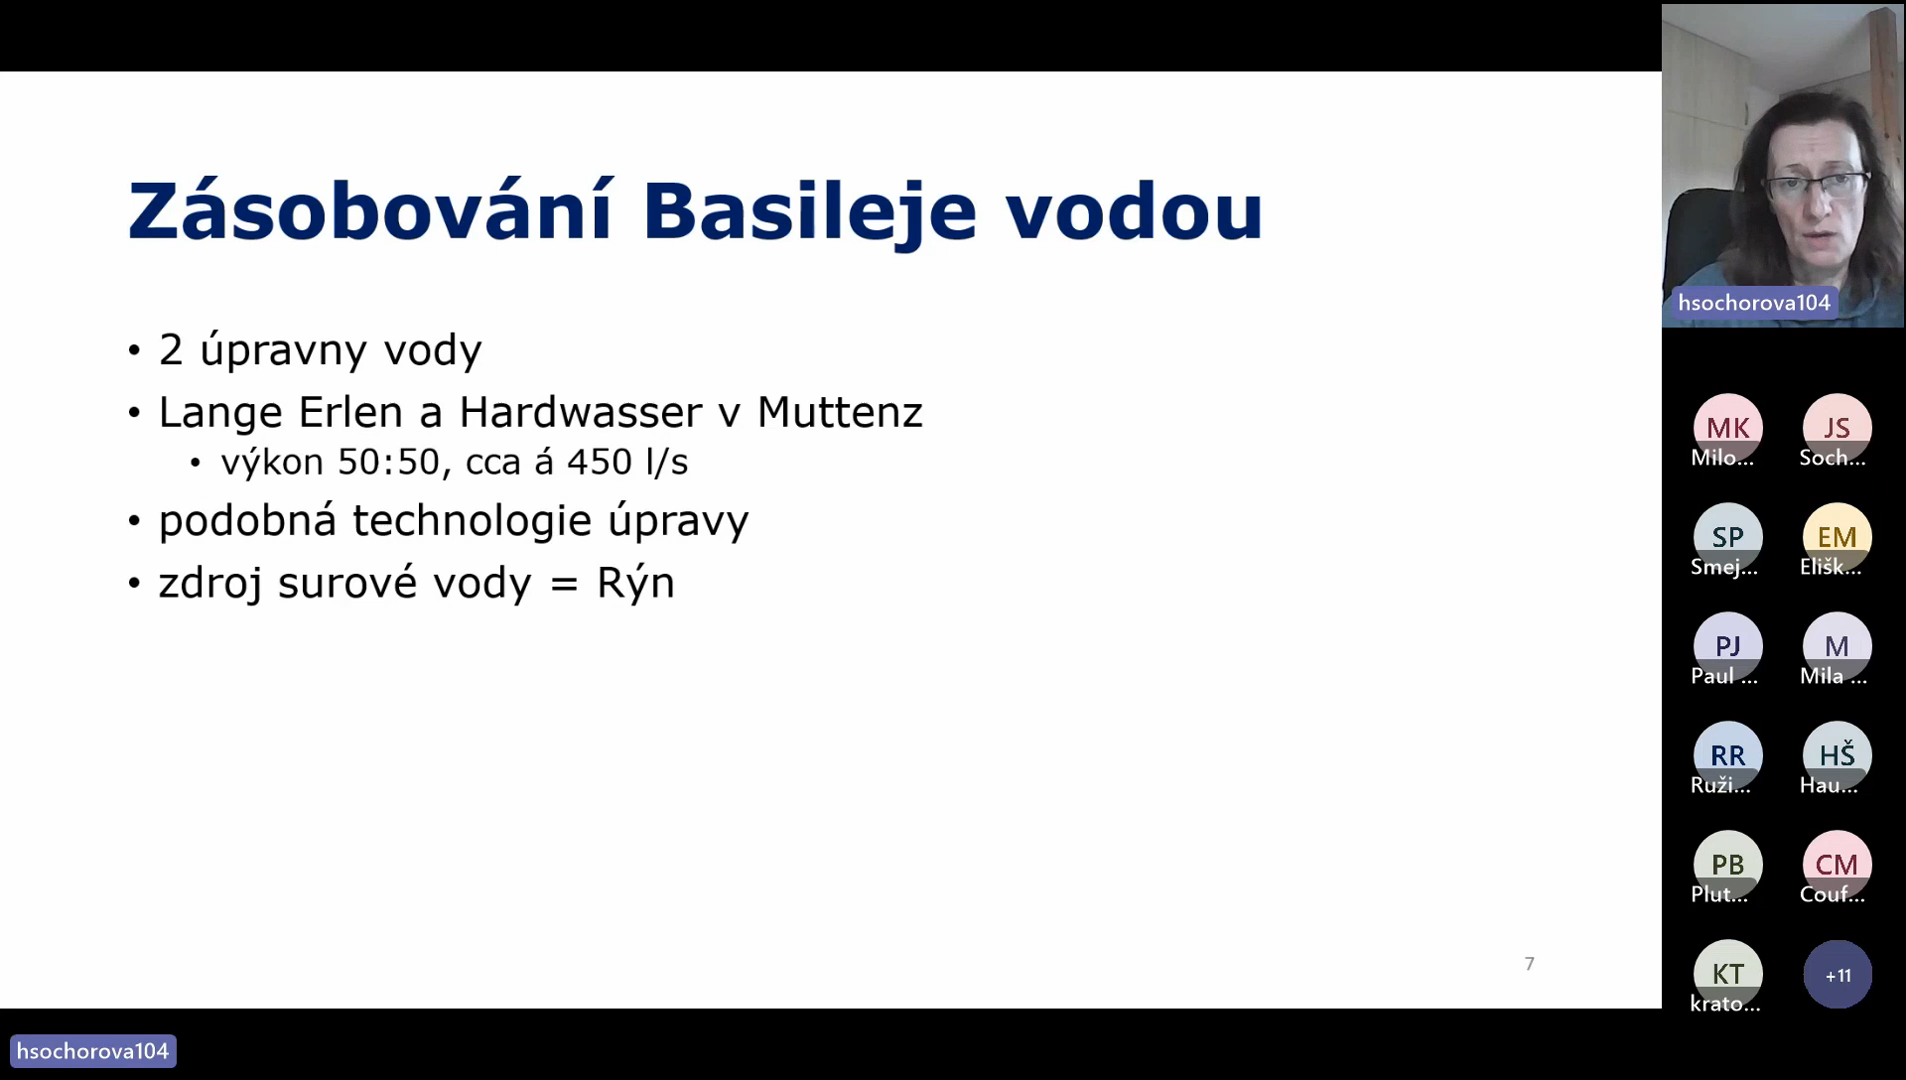 Zásobování Basileje vodou
• 2 úpravny vody
• Lange Erlen a Hardwasser v Muttenz
• výkon 50:50, cca á 450 l/s
• podobná technologie úpravy
• zdroj surové vody = Rýn
7
hsochorova104
hsochorova104
MK
Milo...
JS
Soch...
SP
Smej...
EM
Elišk...
PJ
Paul ...
M
Mila ...
RR
Ruži...
HŠ
Hau...
PB
Plut...
CM
Couf...
KT
krato...
+11